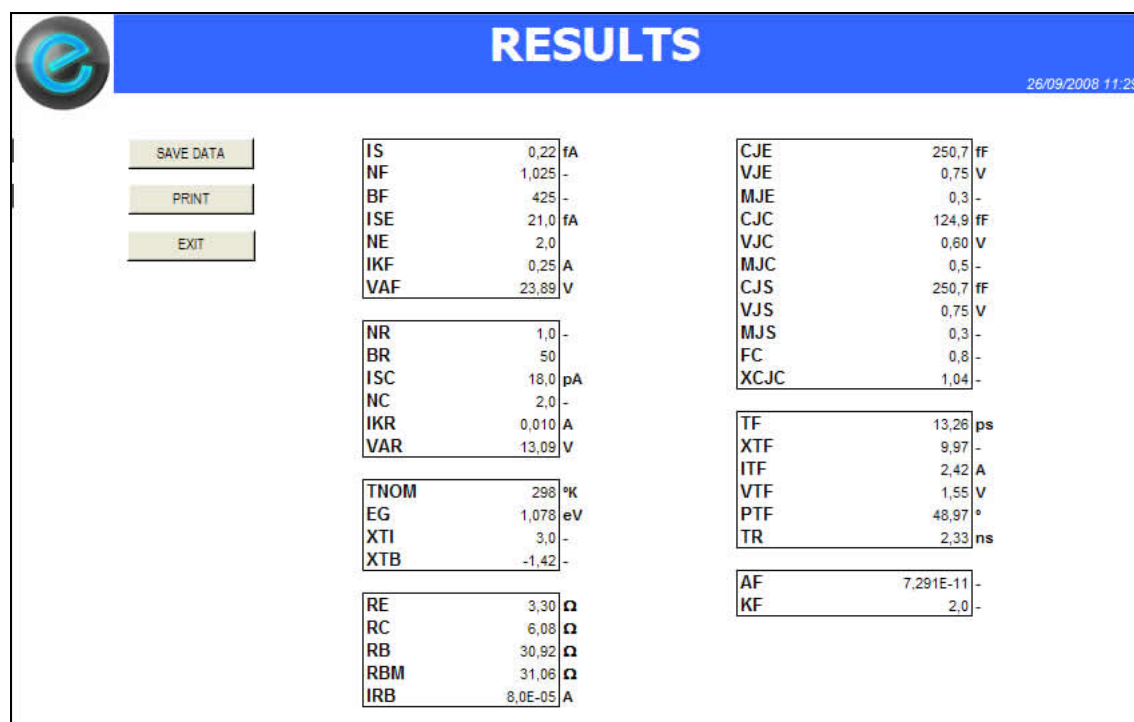 RESULTS
26/09/2008 11:29
SAVE DATA
PRINT
EXIT
IS 0,22 fA
NF 1,025 -
BF 425 -
ISE 21,0 fA
NE 2,0
IKF 0,25 A
VAF 23,89 V
NR 1,0 -
BR 50
ISC 18,0 pA
NC 2,0 -
IKR 0,010 A
VAR 13,09 V
TNOM 298 ºK
EG 1,078 eV
XTI 3,0 -
XTB -1,42 -
RE 3,30 Ω
RC 6,08 Ω
RB 30,92 Ω
RBM 31,06 Ω
IRB 8,0E-05 A
CJE 250,7 fF
VJE 0,75 V
MJE 0,3 -
CJC 124,9 fF
VJC 0,60 V
MJC 0,5 -
CJS 250,7 fF
VJS 0,75 V
MJS 0,3 -
FC 0,8 -
XCJC 1,04 -
TF 13,26 ps
XTF 9,97 -
ITF 2,42 A
VTF 1,55 V
PTF 48,97 º
TR 2,33 ns
AF 7,291E-11 -
KF 2,0 -